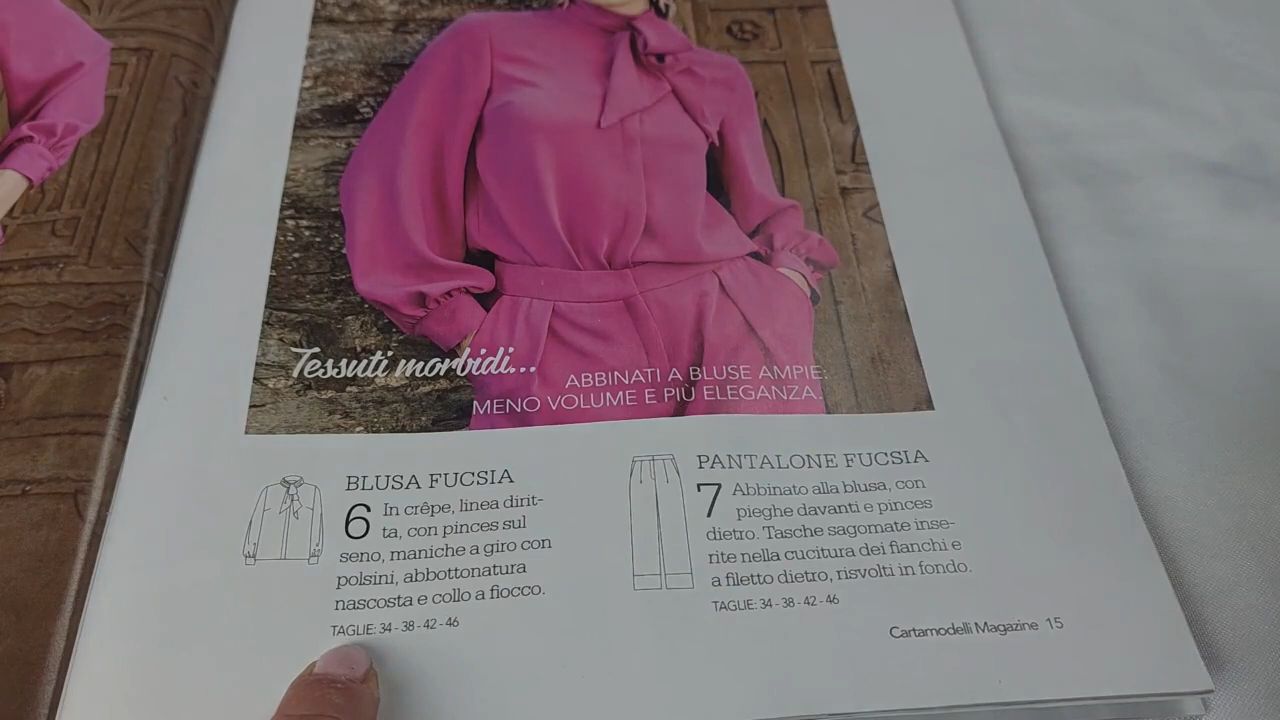 Tessuti morbidi...
ABBINATI A BLUSE AMPIE:
MENO VOLUME E PIÙ ELEGANZA.
BLUSA FUCSIA
6 In crêpe, linea dirit-
ta, con pinces sul
seno, maniche a giro con
polsini, abbottonatura
nascosta e collo a fiocco.
TAGLIE: 34 - 38 - 42 - 46
PANTALONE FUCSIA
7 Abbinato alla blusa, con
pieghe davanti e pinces
dietro. Tasche sagomate inse-
rite nella cucitura dei fianchi e
a filetto dietro, risvolti in fondo.
TAGLIE: 34 - 38 - 42 - 46
Cartamodelli Magazine 15